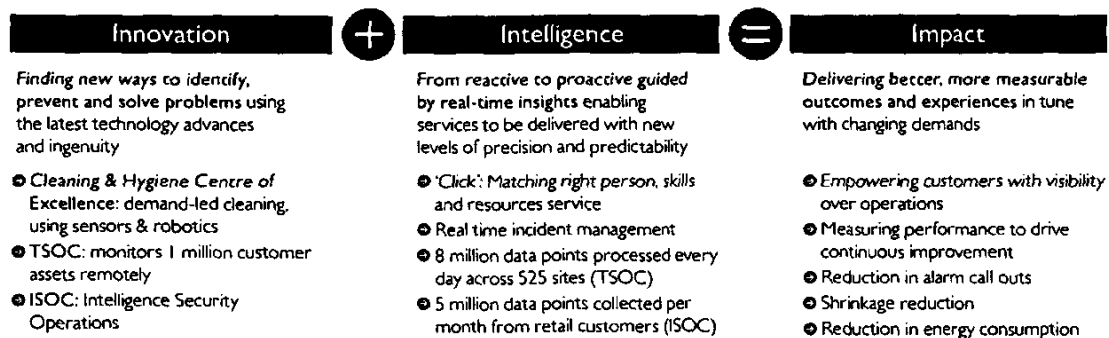 Innovation
+
Intelligence
=
Impact
Finding new ways to identify,
prevent and solve problems using
the latest technology advances
and ingenuity
Cleaning & Hygiene Centre of
Excellence: demand-led cleaning,
using sensors & robotics
TSOC: monitors 1 million customer
assets remotely
ISOC: Intelligence Security
Operations
From reactive to proactive guided
by real-time insights enabling
services to be delivered with new
levels of precision and predictability
'Click': Matching right person, skills
and resources service
Real time incident management
8 million data points processed every
day across 525 sites (TSOC)
5 million data points collected per
month from retail customers (ISOC)
Delivering better, more measurable
outcomes and experiences in tune
with changing demands
Empowering customers with visibility
over operations
Measuring performance to drive
continuous improvement
Reduction in alarm call outs
Shrinkage reduction
Reduction in energy consumption